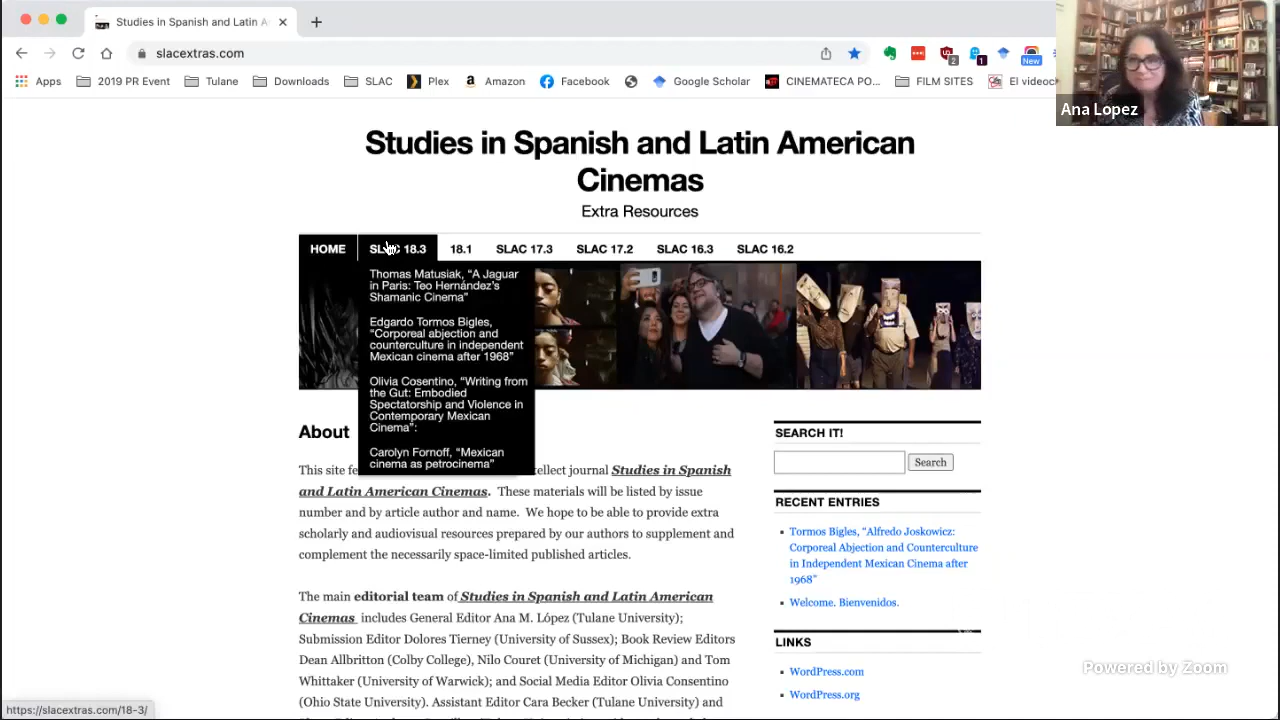 Studies in Spanish and Latin A
slacextras.com
2
1
New
Apps
2019 PR Event
Tulane
Downloads
SLAC
Plex
Amazon
Facebook
Google Scholar
CINEMATECA PO...
FILM SITES
El videocl
Ana Lopez
Studies in Spanish and Latin American
Cinemas
Extra Resources
HOME
SLAC 18.3
18.1
SLAC 17.3
SLAC 17.2
SLAC 16.3
SLAC 16.2
Thomas Matusiak, “A Jaguar
in Paris: Teo Hernández’s
Shamanic Cinema”
Edgardo Tormos Bigles,
“Corporeal abjection and
counterculture in independent
Mexican cinema after 1968”
Olivia Cosentino, “Writing from
the Gut: Embodied
Spectatorship and Violence in
Contemporary Mexican
Cinema”:
Carolyn Fornoff, “Mexican
cinema as petrocinema”
About
This site fe
tellect journal Studies in Spanish
and Latin American Cinemas. These materials will be listed by issue
number and by article author and name. We hope to be able to provide extra
scholarly and audiovisual resources prepared by our authors to supplement and
complement the necessarily space-limited published articles.
The main editorial team of Studies in Spanish and Latin American
Cinemas includes General Editor Ana M. López (Tulane University);
Submission Editor Dolores Tierney (University of Sussex); Book Review Editors
Dean Allbritton (Colby College), Nilo Couret (University of Michigan) and Tom
Whittaker (University of Warwick); and Social Media Editor Olivia Cosentino
(Ohio State University). Assistant Editor Cara Becker (Tulane University) and
SEARCH IT!
Search
RECENT ENTRIES
Tormos Bigles, “Alfredo Joskowicz:
Corporeal Abjection and Counterculture
in Independent Mexican Cinema after
1968”
Welcome. Bienvenidos.
LINKS
WordPress.com
WordPress.org
Powered by Zoom
https://slacextras.com/18-3/